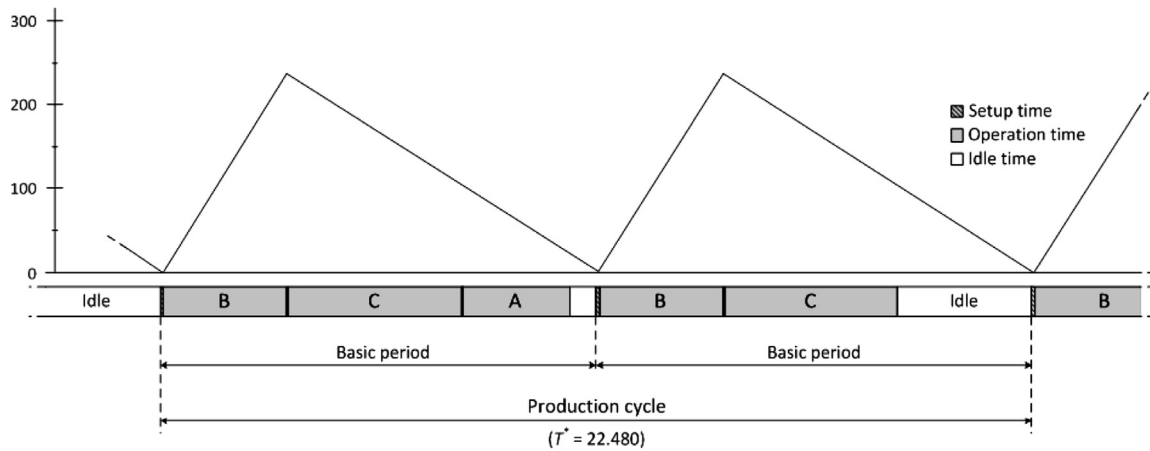 300
200
100
0
Setup time
Operation time
Idle time
Idle B C A B C Idle B
Basic period Basic period
Production cycle
(T* = 22.480)